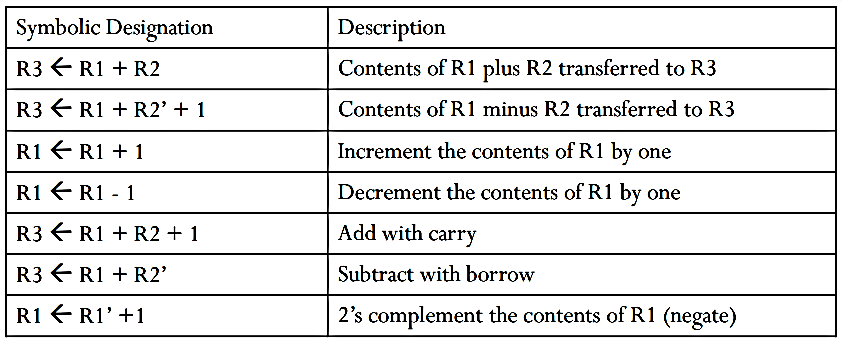 Symbolic Designation Description
R3 ← R1 + R2 Contents of R1 plus R2 transferred to R3
R3 ← R1 + R2’ + 1 Contents of R1 minus R2 transferred to R3
R1 ← R1 + 1 Increment the contents of R1 by one
R1 ← R1 - 1 Decrement the contents of R1 by one
R3 ← R1 + R2 + 1 Add with carry
R3 ← R1 + R2’ Subtract with borrow
R1 ← R1’ +1 2’s complement the contents of R1 (negate)